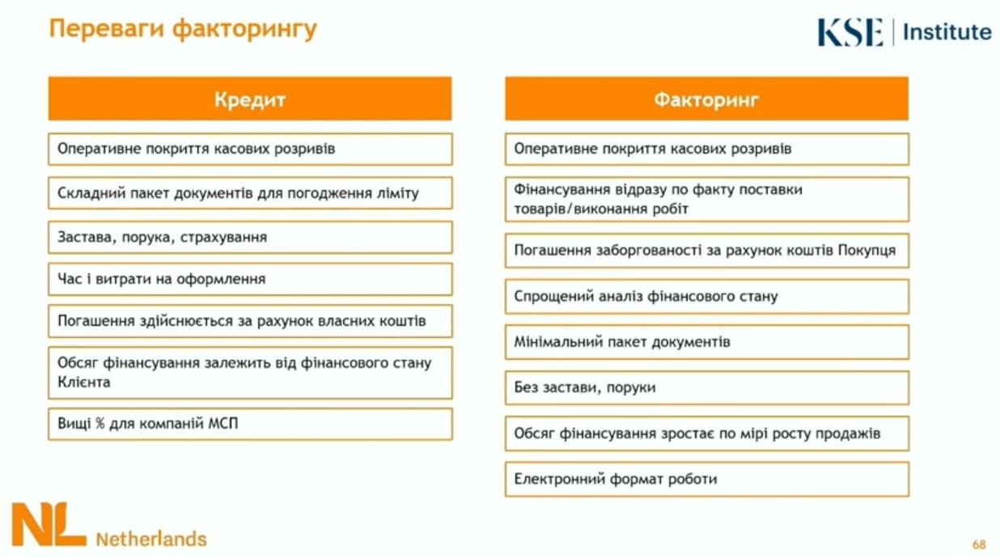 Переваги факторингу
KSE | Institute
Кредит
Оперативне покриття касових розривів
Складний пакет документів для погодження ліміту
Застава, порука, страхування
Час і витрати на оформлення
Погашення здійснюється за рахунок власних коштів
Обсяг фінансування залежить від фінансового стану
Клієнта
Вищі % для компаній МСП
Факторинг
Оперативне покриття касових розривів
Фінансування відразу по факту поставки
товарів/виконання робіт
Погашення заборгованості за рахунок коштів Покупця
Спрощений аналіз фінансового стану
Мінімальний пакет документів
Без застави, поруки
Обсяг фінансування зростає по мірі росту продажів
Електронний формат роботи
NL Netherlands
68